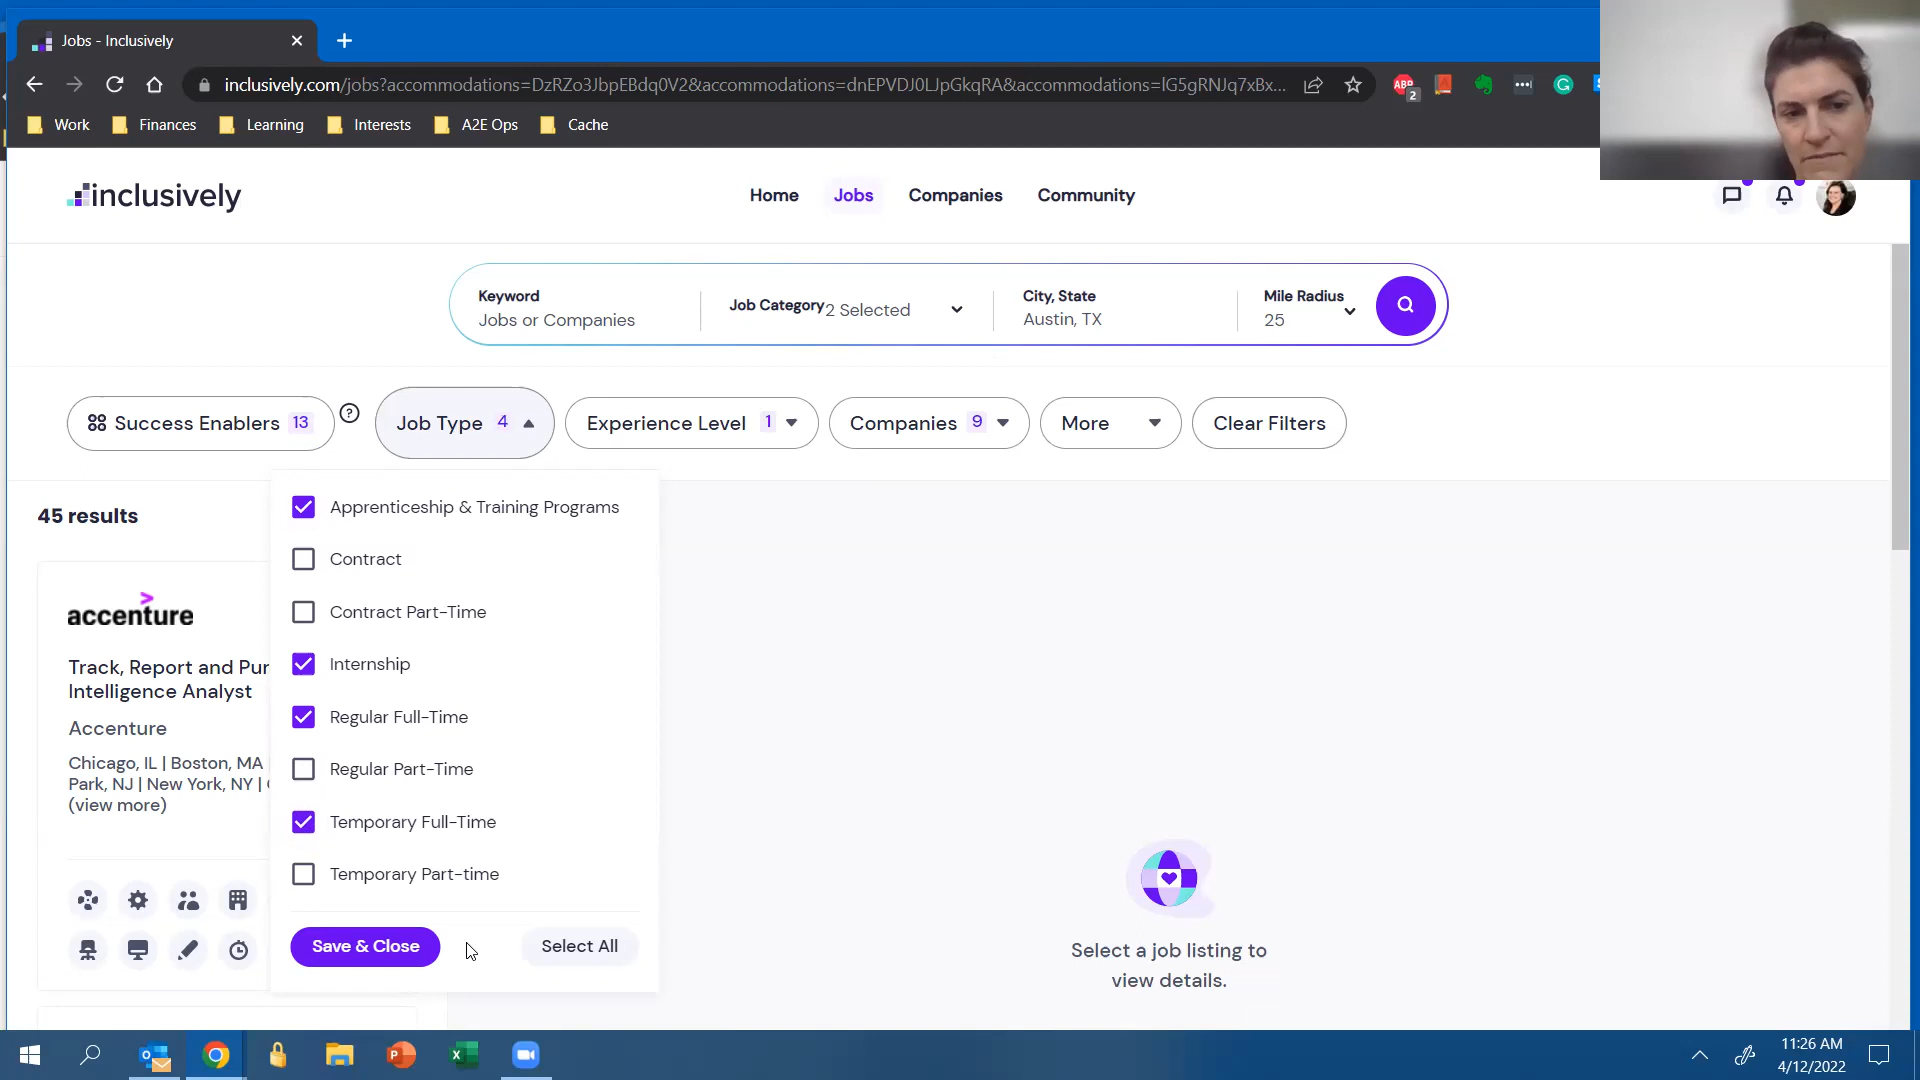 Jobs - Inclusively
inclusively.com/jobs?accommodations=DzRZo3JbpEBdq0V2&accommodations=dnEPVDJ0LJpGkqRA&accommodations=lG5gRNJq7xBx...
ABP
2
Work
Finances
Learning
Interests
A2E Ops
Cache
inclusively
Home
Jobs
Companies
Community
Keyword
Jobs or Companies
Job Category 2 Selected
City, State
Austin, TX
Mile Radius
25
Success Enablers 13
?
Job Type 4
Experience Level 1
Companies 9
More
Clear Filters
45 results
accenture
Track, Report and Pur
Intelligence Analyst
Accenture
Chicago, IL | Boston, MA
Park, NJ | New York, NY |
(view more)
Apprenticeship & Training Programs
Contract
Contract Part-Time
Internship
Regular Full-Time
Regular Part-Time
Temporary Full-Time
Temporary Part-time
Save & Close
Select All
Select a job listing to
view details.
11:26 AM
4/12/2022